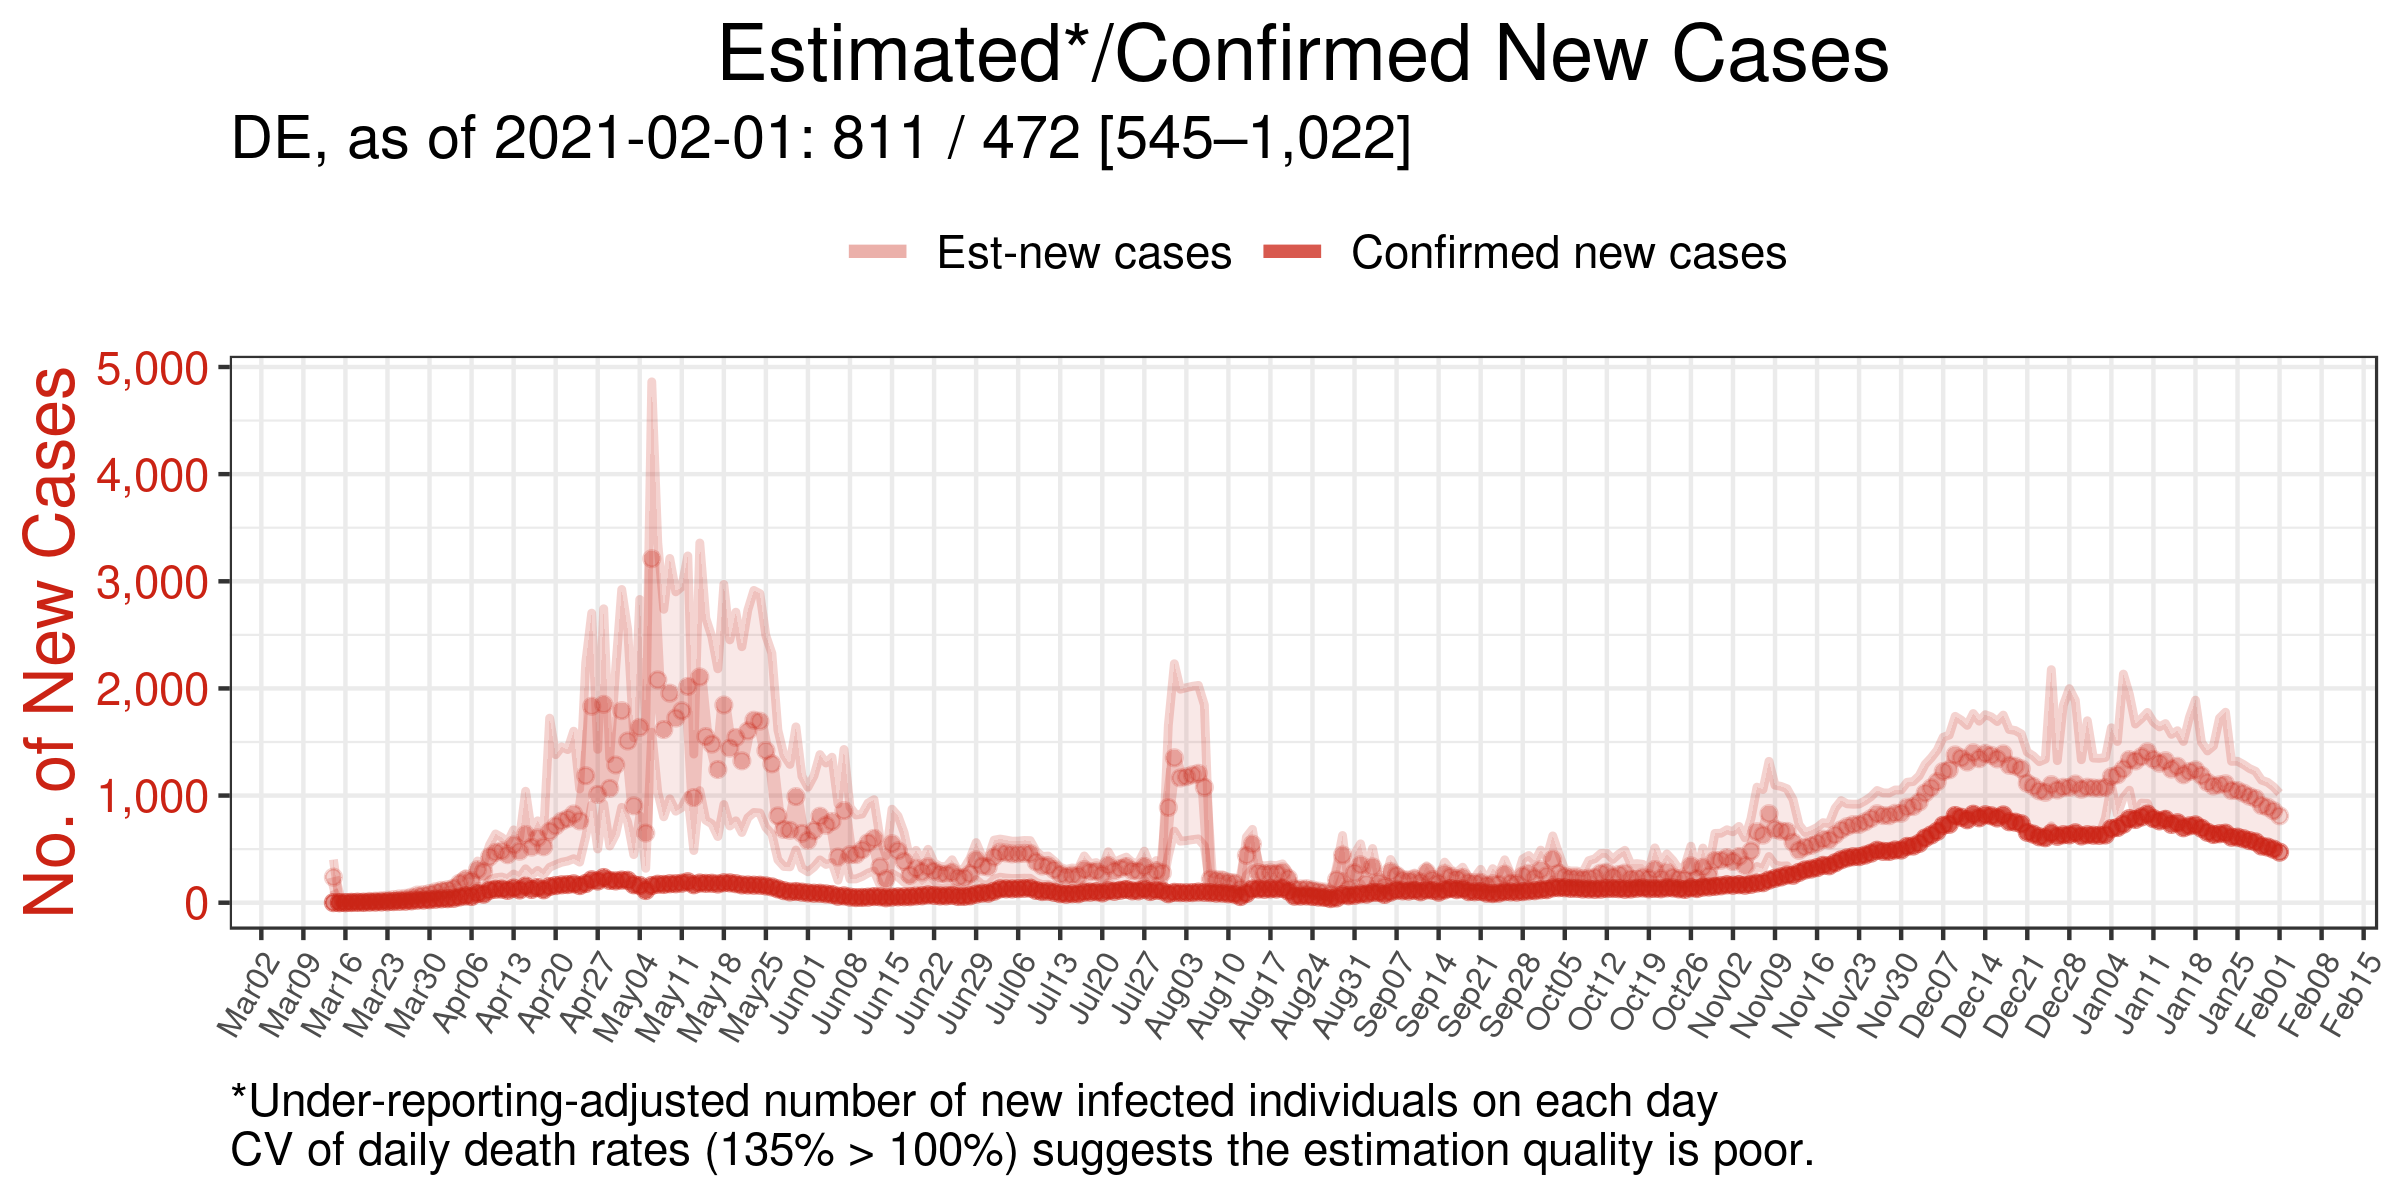 Estimated*/Confirmed New Cases
DE, as of 2021-02-01: 811 / 472 [545–1,022]
Est-new cases
Confirmed new cases
No. of New Cases
5,000
4,000
3,000
2,000
1,000
0
Mar02
Mar09
Mar16
Mar23
Mar30
Apr06
Apr13
Apr20
Apr27
May04
May11
May18
May25
Jun01
Jun08
Jun15
Jun22
Jun29
Jul06
Jul13
Jul20
Jul27
Aug03
Aug10
Aug17
Aug24
Aug31
Sep07
Sep14
Sep21
Sep28
Oct05
Oct12
Oct19
Oct26
Nov02
Nov09
Nov16
Nov23
Nov30
Dec07
Dec14
Dec21
Dec28
Jan04
Jan11
Jan18
Jan25
Feb01
Feb08
Feb15
*Under-reporting-adjusted number of new infected individuals on each day
CV of daily death rates (135% > 100%) suggests the estimation quality is poor.